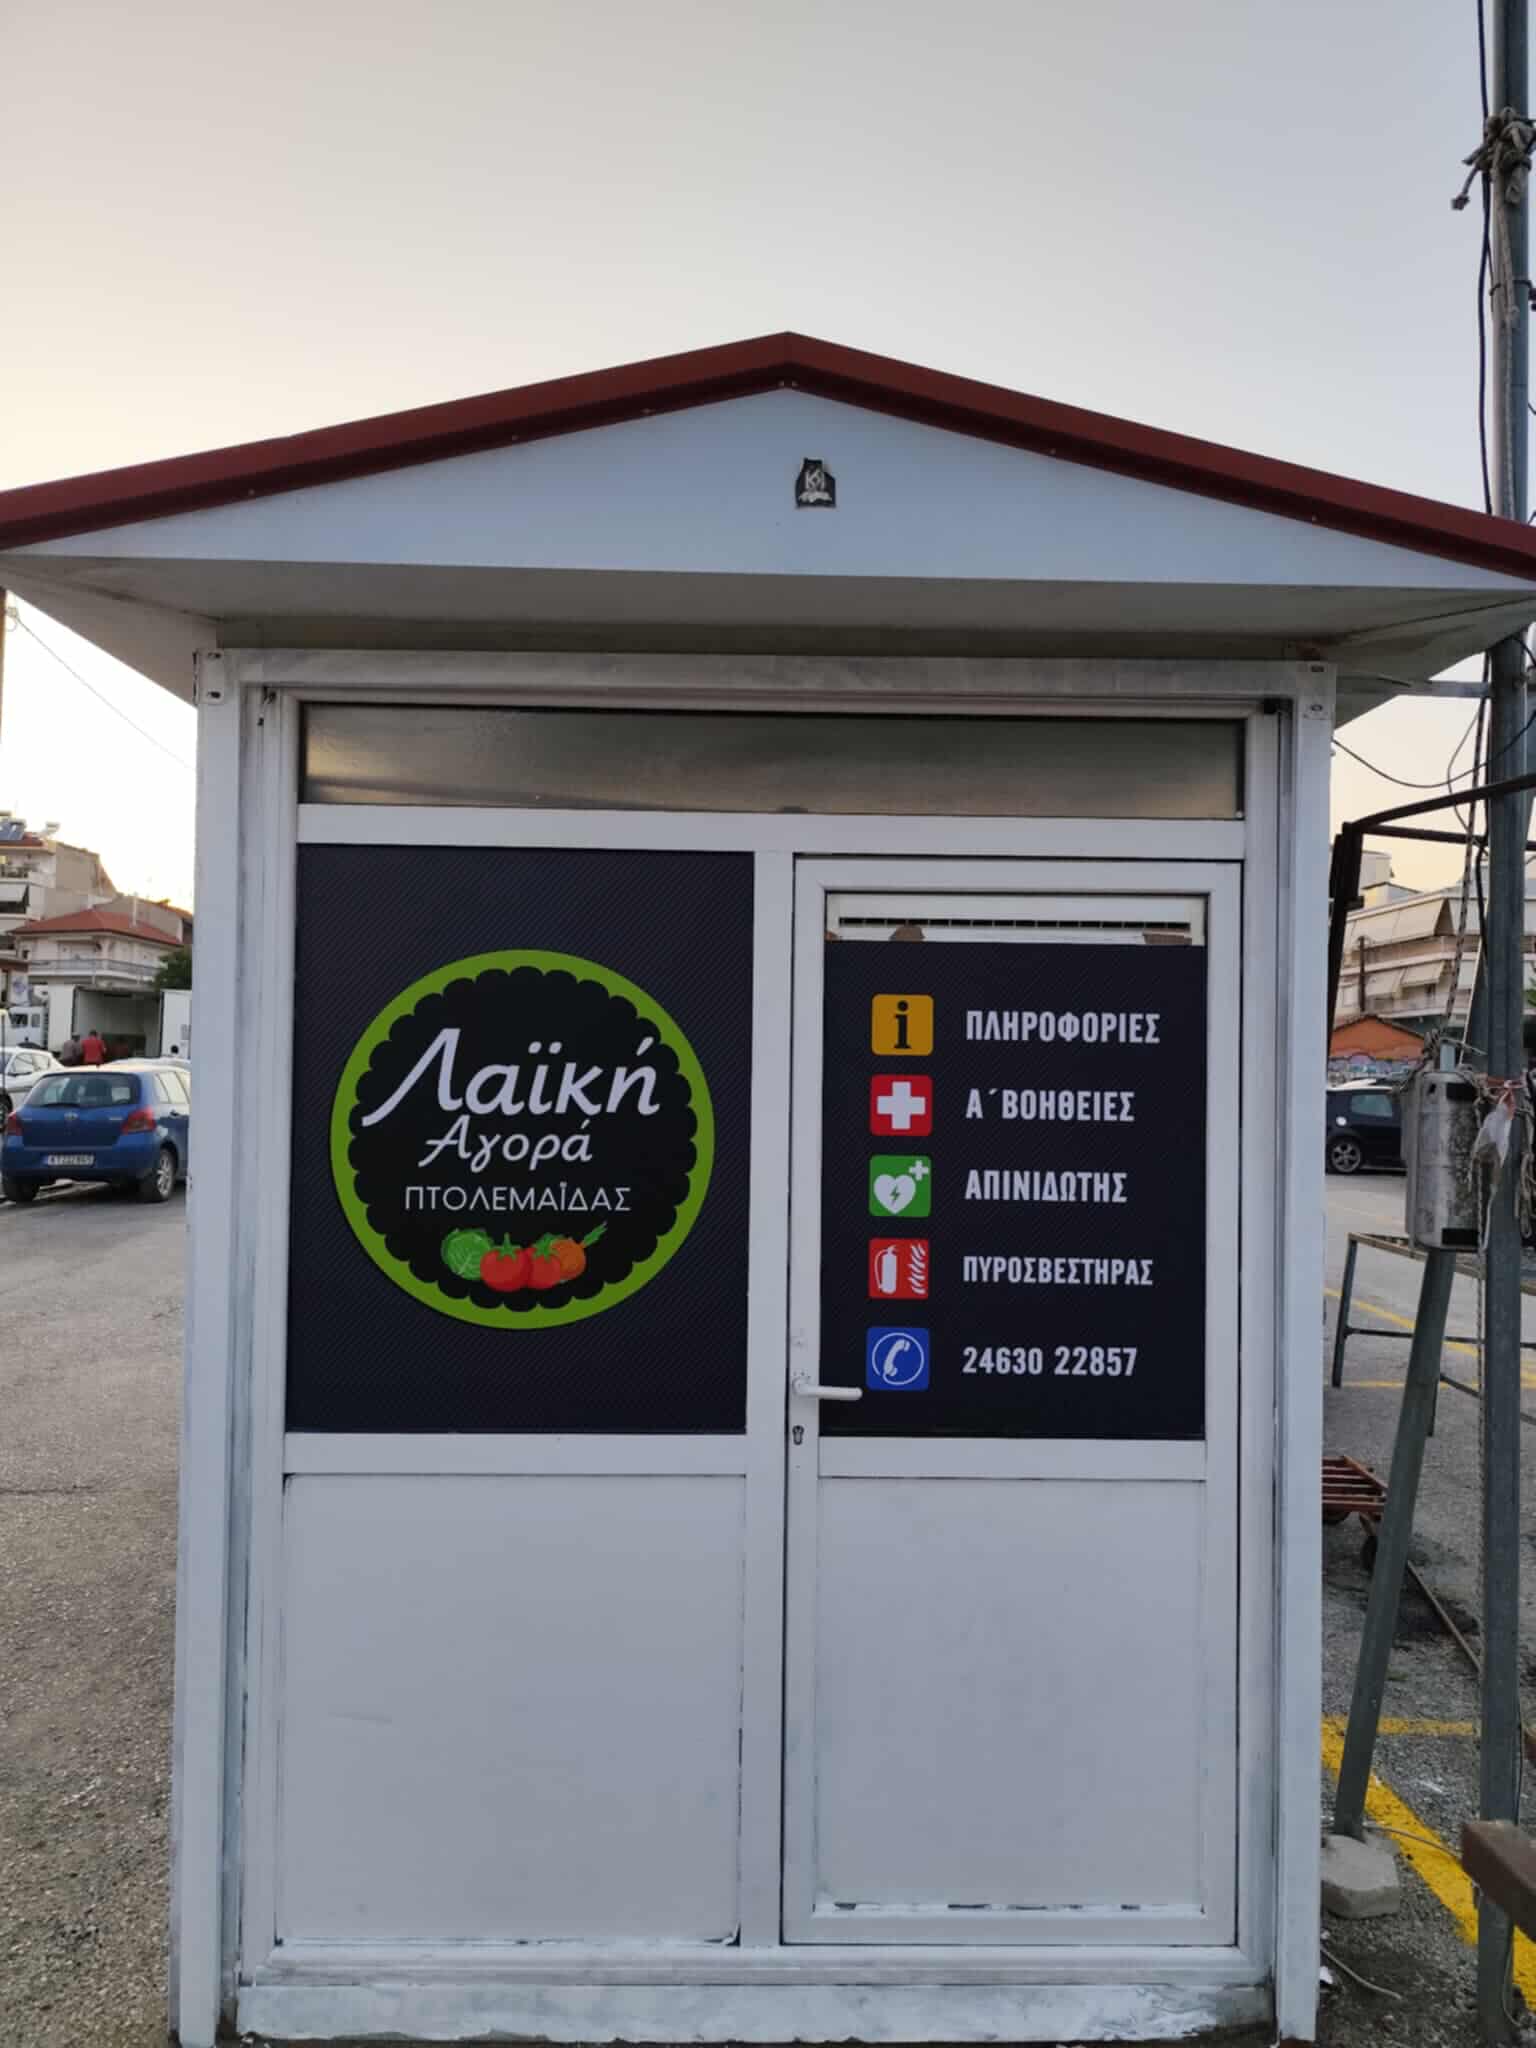 Λαϊκή
Αγορά
ΠΤΟΛΕΜΑΪΔΑΣ
i ΠΛΗΡΟΦΟΡΙΕΣ
Α΄ ΒΟΗΘΕΙΕΣ
ΑΠΙΝΙΔΩΤΗΣ
ΠΥΡΟΣΒΕΣΤΗΡΑΣ
24630 22857